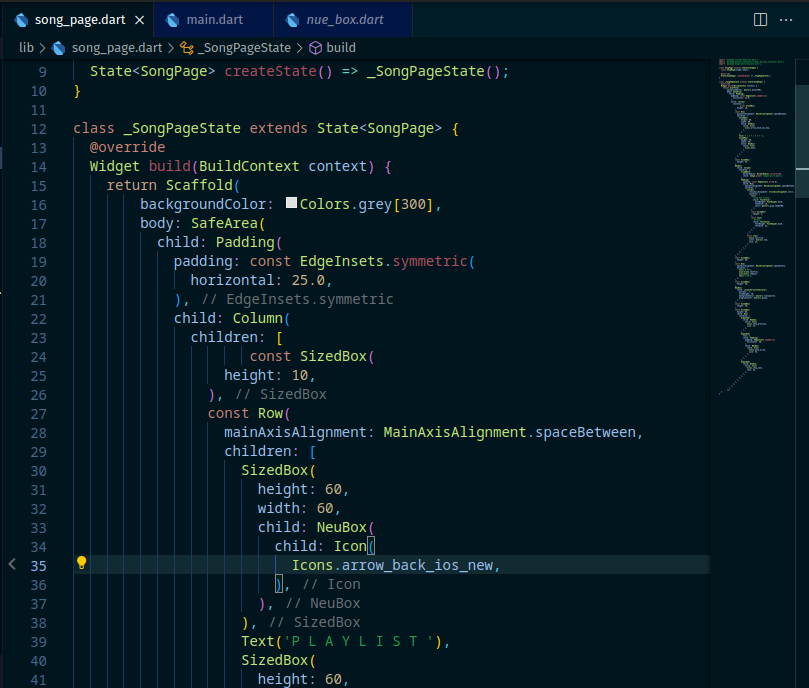 song_page.dart
main.dart
nue_box.dart
lib > song_page.dart > _SongPageState > build
9 State<SongPage> createState() => _SongPageState();
10 }
11
12 class _SongPageState extends State<SongPage> {
13 @override
14 Widget build(BuildContext context) {
15 return Scaffold(
16 backgroundColor: Colors.grey[300],
17 body: SafeArea(
18 child: Padding(
19 padding: const EdgeInsets.symmetric(
20 horizontal: 25.0,
21 ), // EdgeInsets.symmetric
22 child: Column(
23 children: [
24 const SizedBox(
25 height: 10,
26 ), // SizedBox
27 const Row(
28 mainAxisAlignment: MainAxisAlignment.spaceBetween,
29 children: [
30 SizedBox(
31 height: 60,
32 width: 60,
33 child: NeuBox(
34 child: Icon(
35 Icons.arrow_back_ios_new,
36 ), // Icon
37 ), // NeuBox
38 ), // SizedBox
39 Text('P L A Y L I S T '),
40 SizedBox(
41 height: 60,